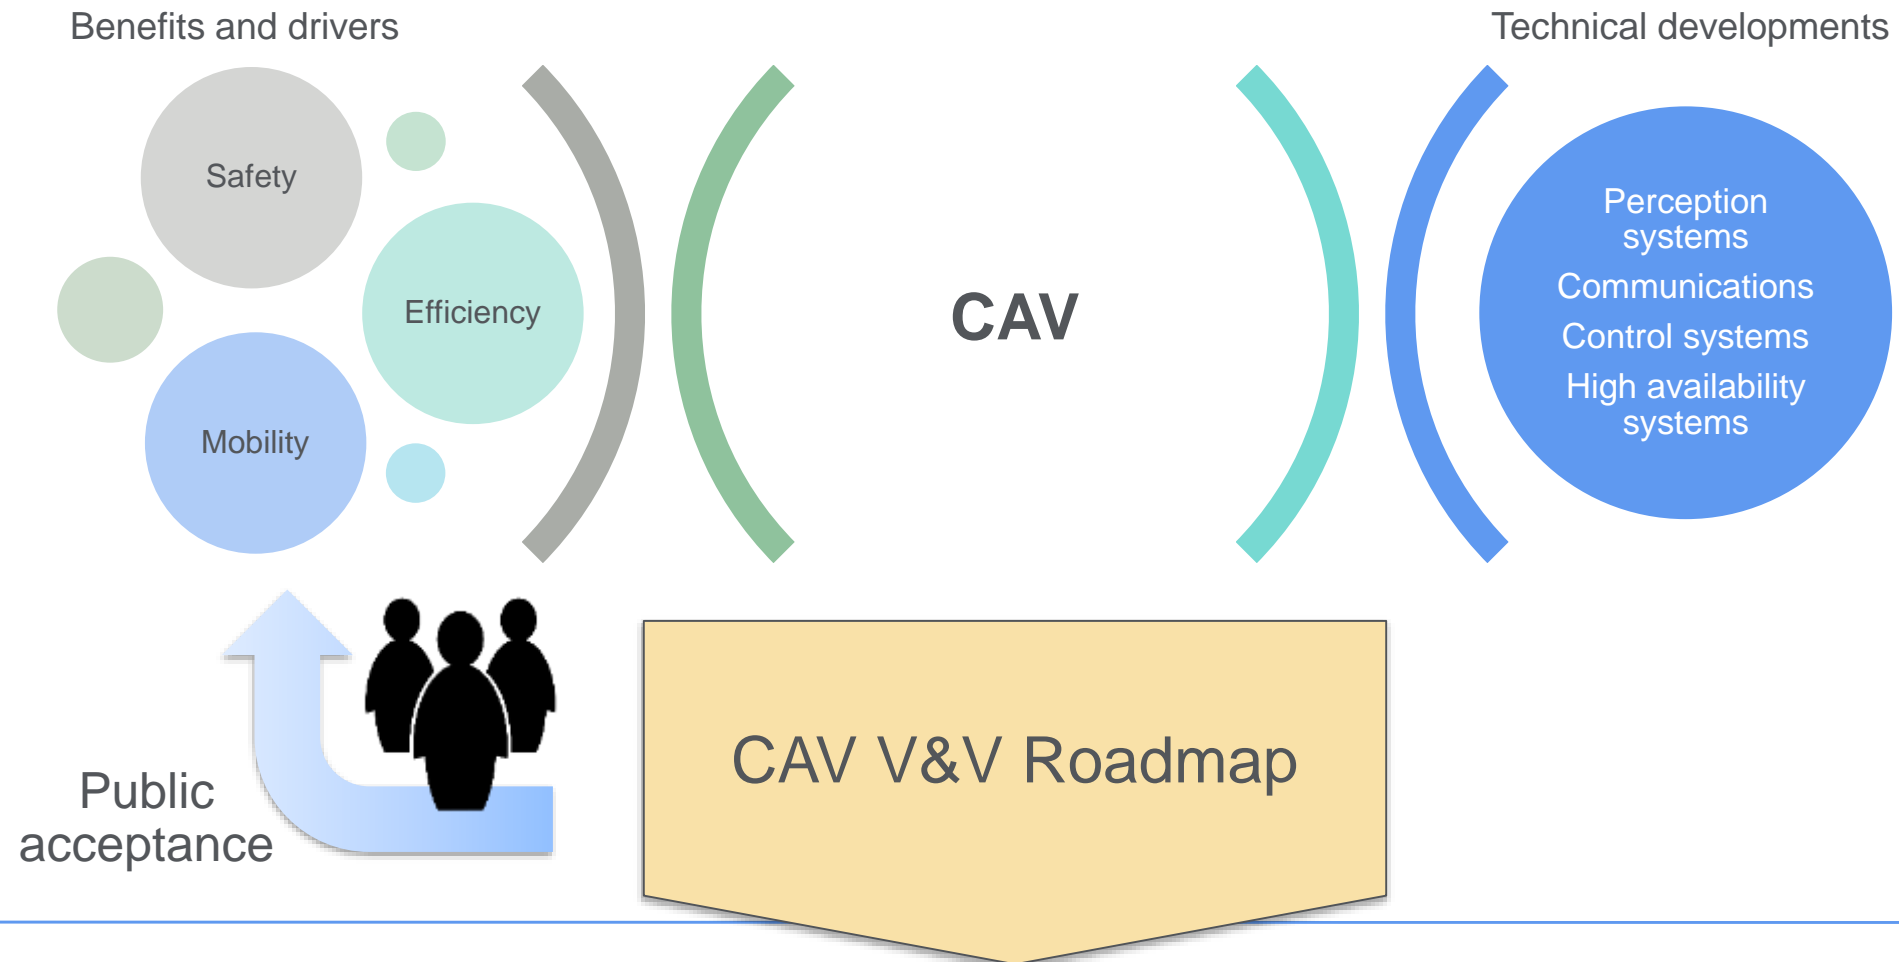 Benefits and drivers
Technical developments
Safety
Efficiency
Mobility
CAV
Perception
systems
Communications
Control systems
High availability
systems
Public
acceptance
CAV V&V Roadmap